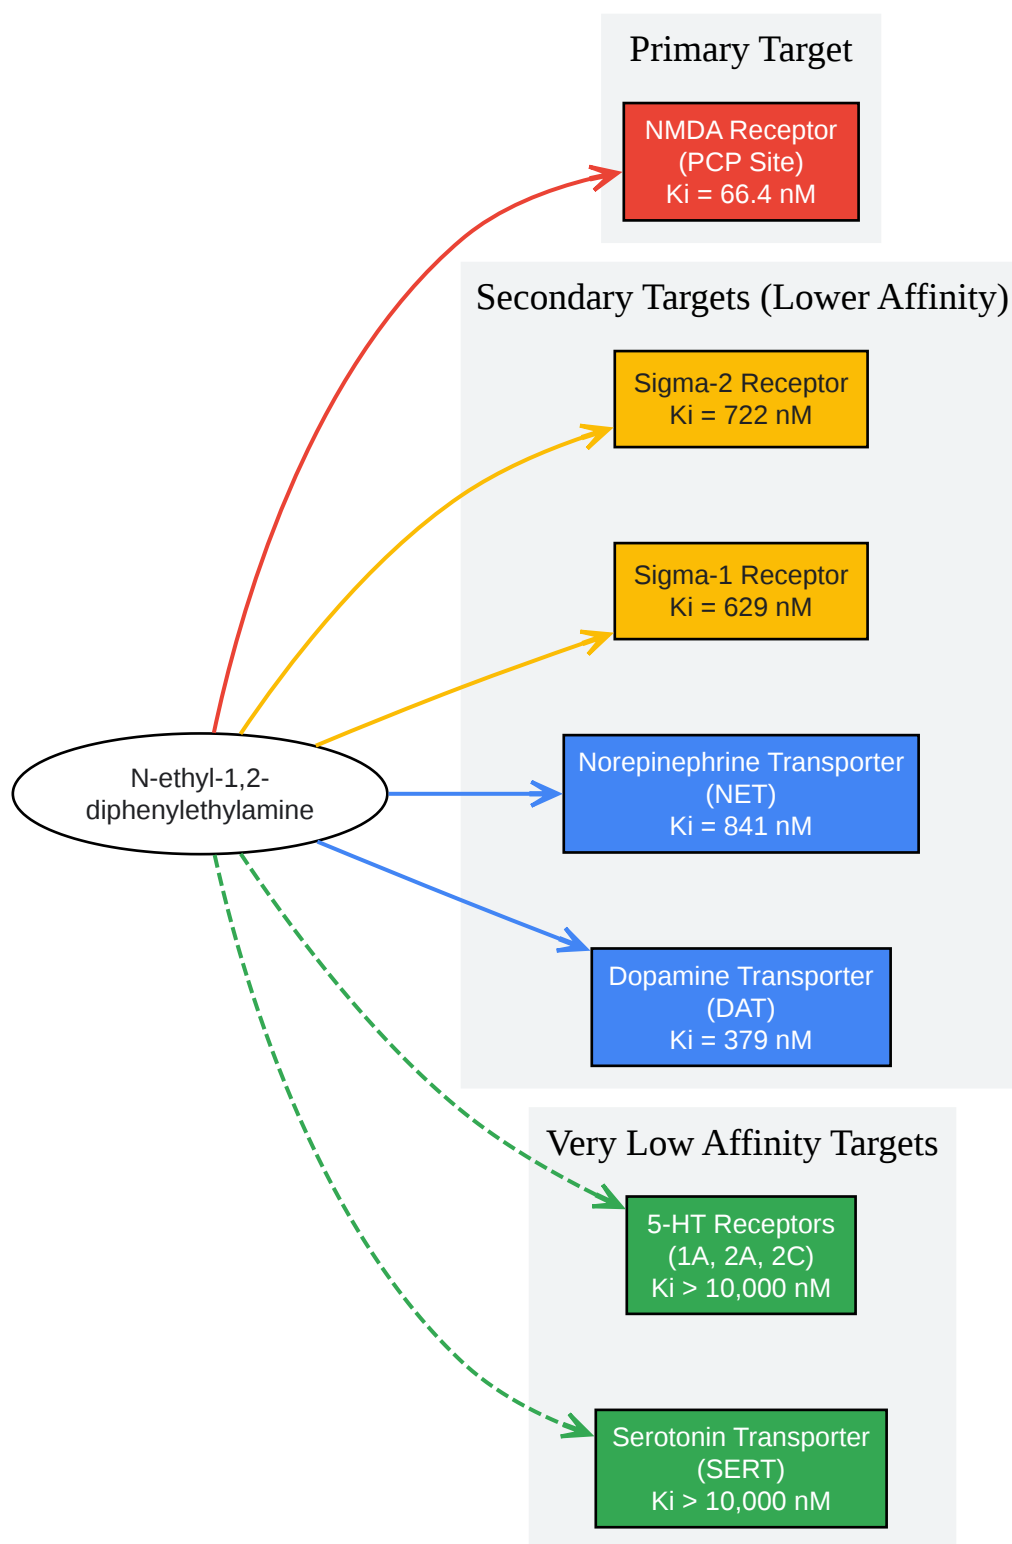 Primary Target
NMDA Receptor
(PCP Site)
Ki = 66.4 nM
Secondary Targets (Lower Affinity)
Sigma-2 Receptor
Ki = 722 nM
Sigma-1 Receptor
Ki = 629 nM
N-ethyl-1,2-
diphenylethylamine
Norepinephrine Transporter
(NET)
Ki = 841 nM
Dopamine Transporter
(DAT)
Ki = 379 nM
Very Low Affinity Targets
5-HT Receptors
(1A, 2A, 2C)
Ki > 10,000 nM
Serotonin Transporter
(SERT)
Ki > 10,000 nM